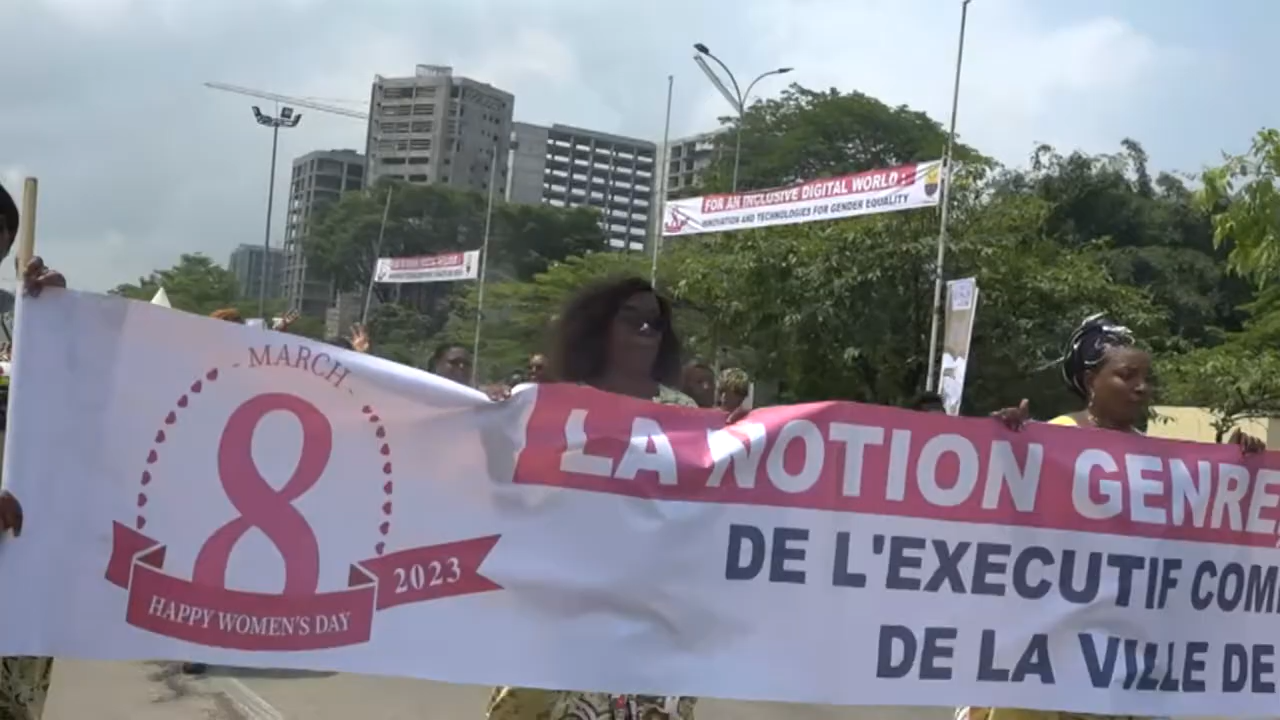 FOR AN INCLUSIVE DIGITAL WORLD :
INNOVATION AND TECHNOLOGIES FOR GENDER EQUALITY
- MARCH -
8
2023
HAPPY WOMEN'S DAY
LA NOTION GENRE
DE L'EXECUTIF COM
DE LA VILLE DE